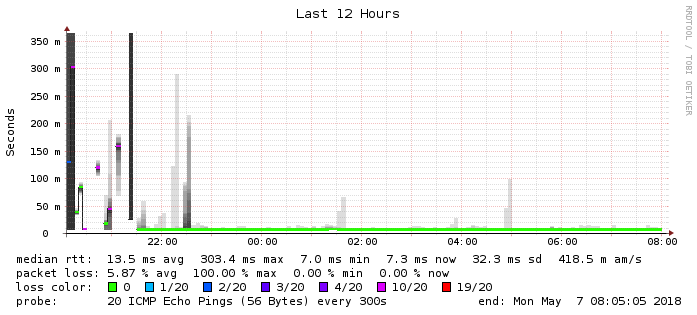 Last 12 Hours
RRDTOOL / TOBI OETIKER
Seconds
350 m
300 m
250 m
200 m
150 m
100 m
50 m
0
22:00 00:00 02:00 04:00 06:00 08:00
median rtt: 13.5 ms avg 303.4 ms max 7.0 ms min 7.3 ms now 32.3 ms sd 418.5 m am/s
packet loss: 5.87 % avg 100.00 % max 0.00 % min 0.00 % now
loss color: 0 1/20 2/20 3/20 4/20 10/20 19/20
probe: 20 ICMP Echo Pings (56 Bytes) every 300s end: Mon May 7 08:05:05 2018